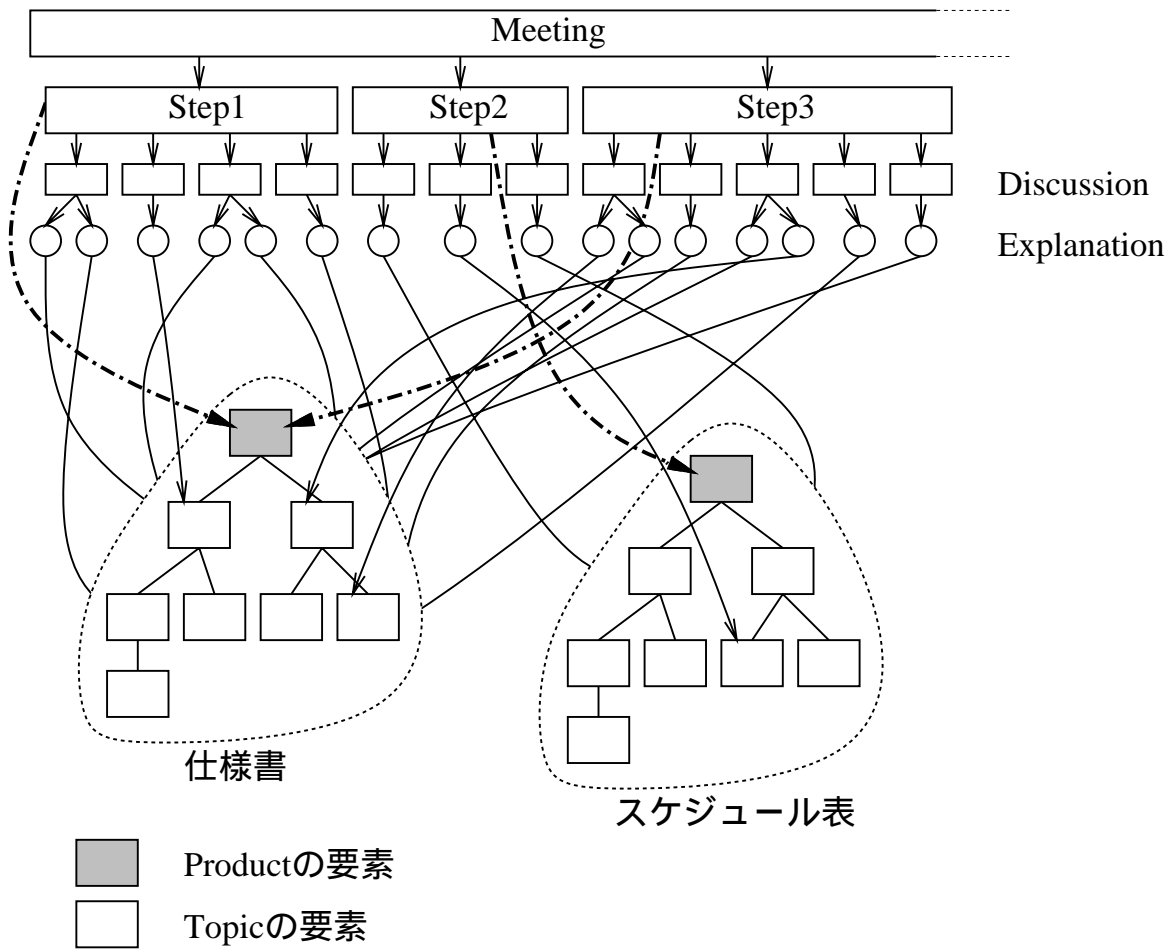 Meeting
Step1
Step2
Step3
Discussion
Explanation
仕様書
スケジュール表
Productの要素
Topicの要素